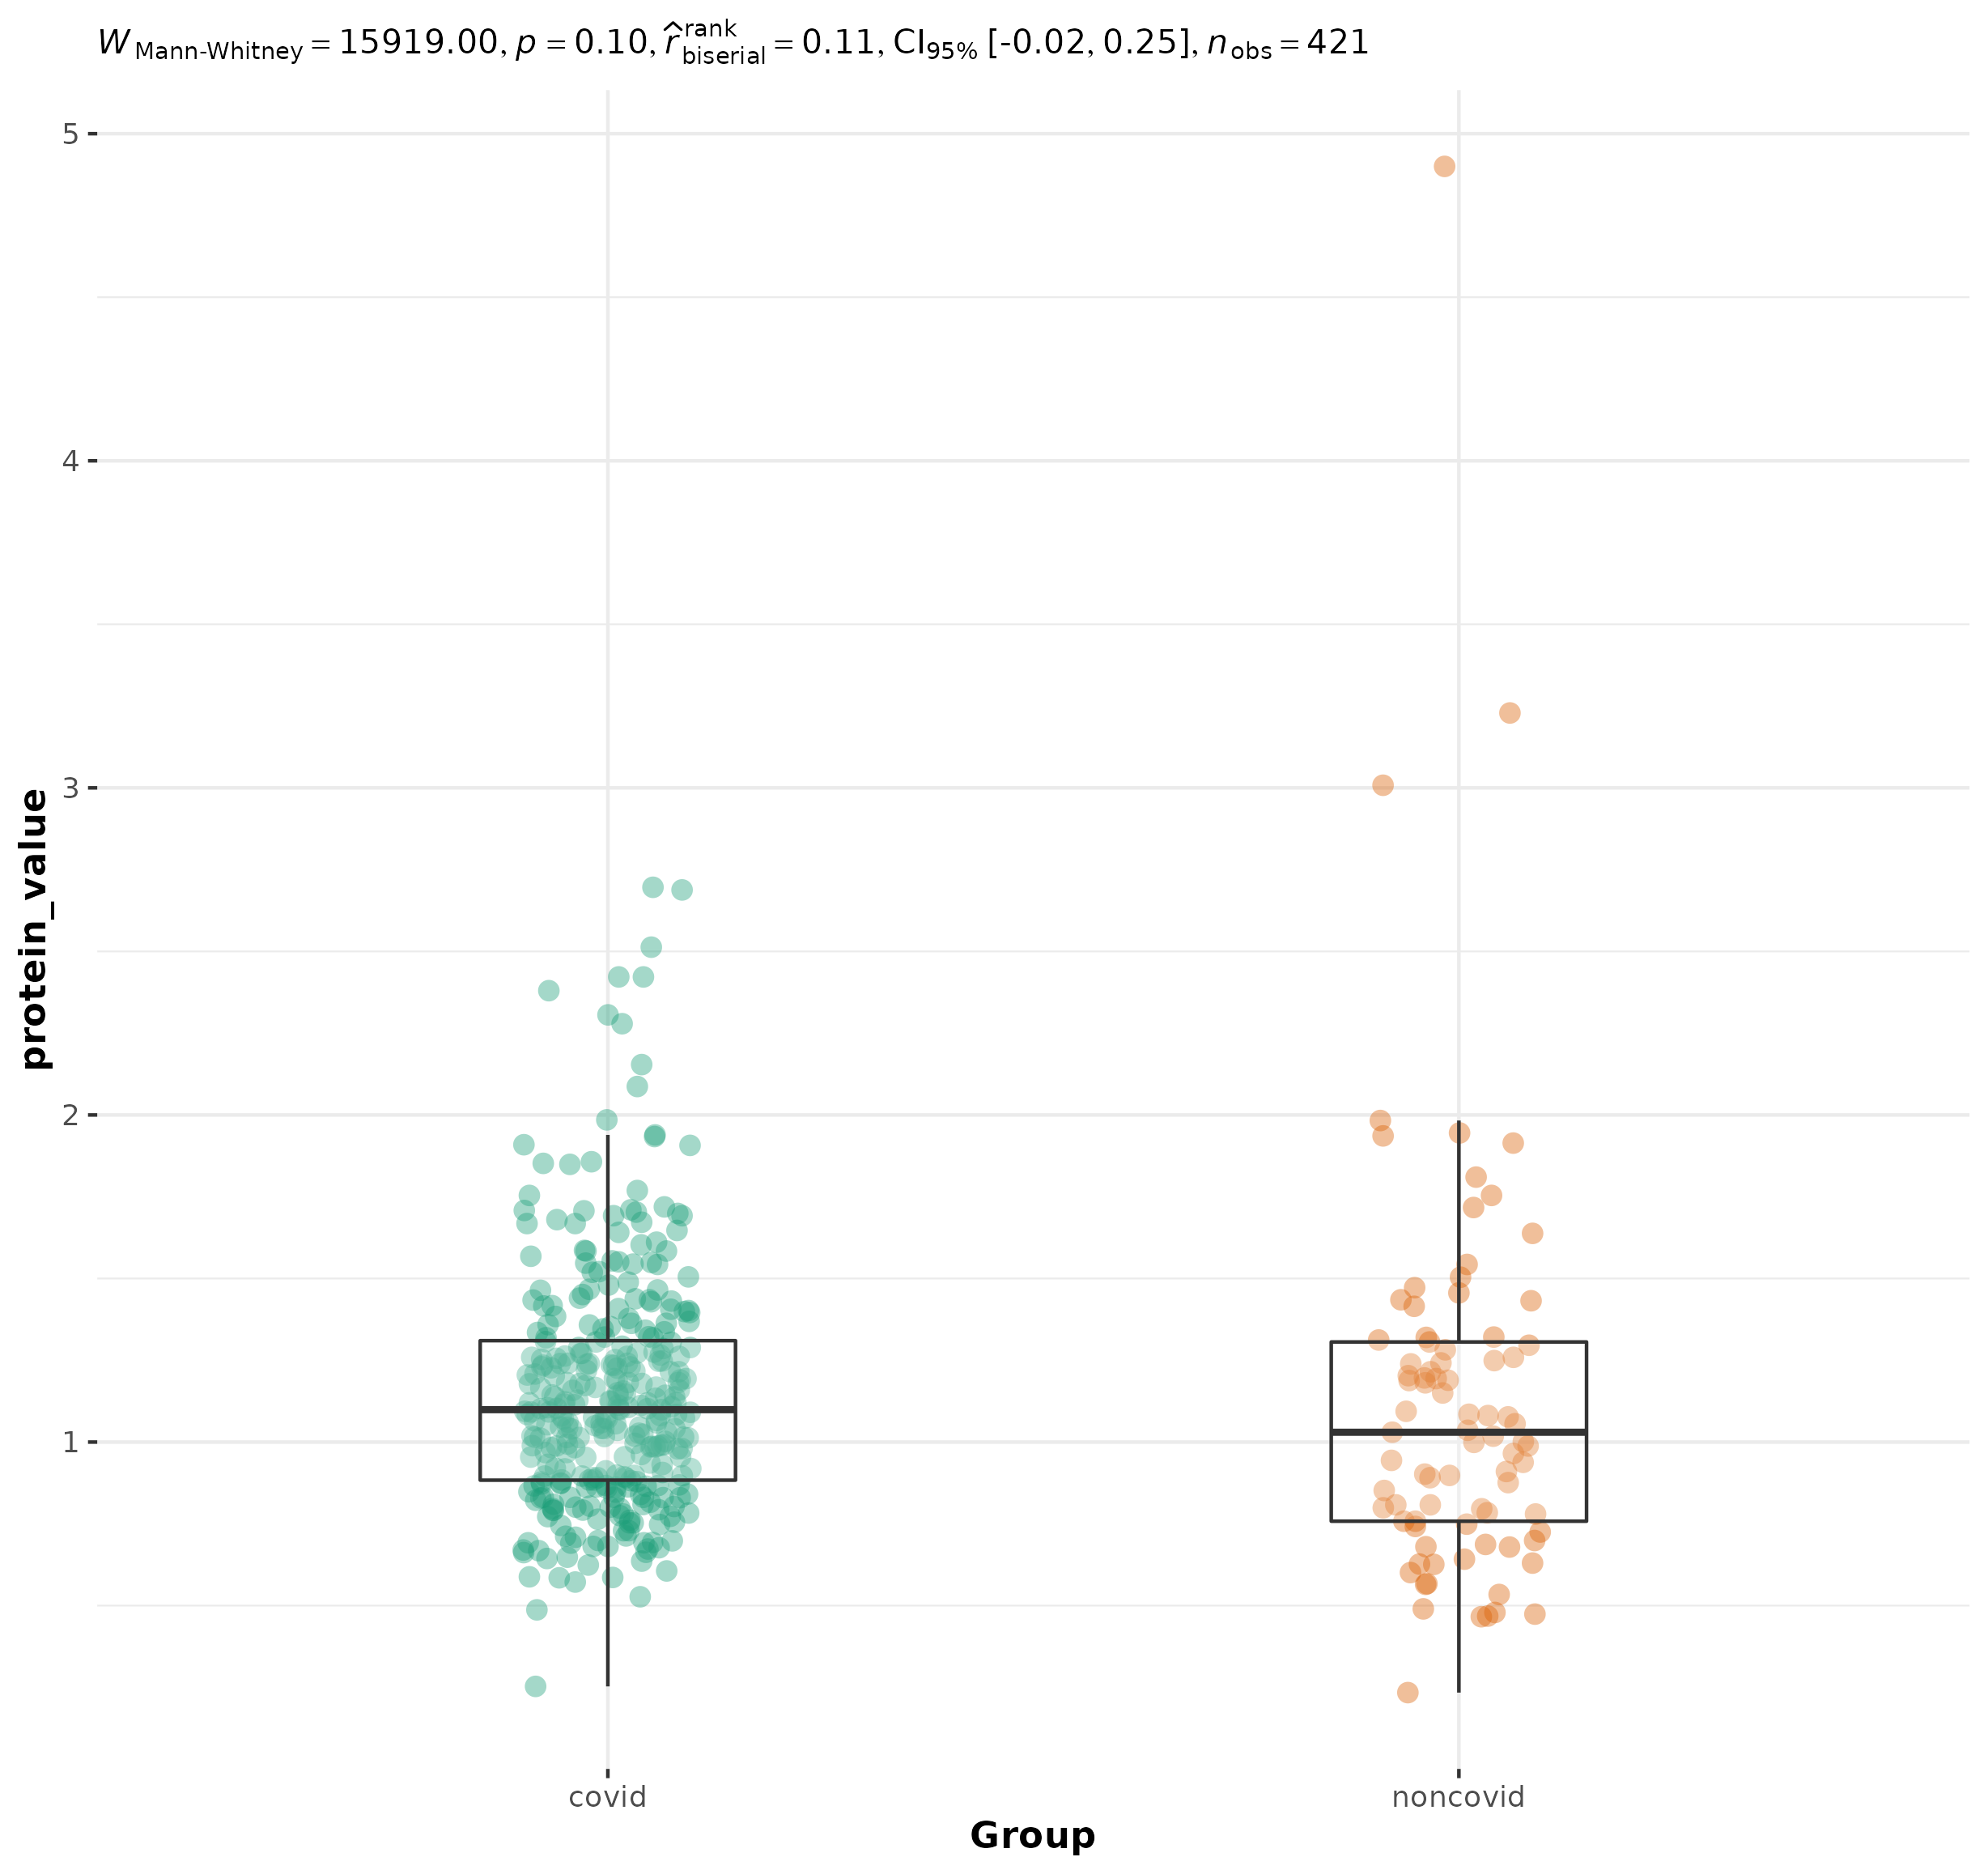 W Mann-Whitney = 15919.00, p = 0.10, r̂ rank biserial = 0.11, CI95% [-0.02, 0.25], n obs = 421
5
4
3
2
1
protein_value
covid noncovid
Group